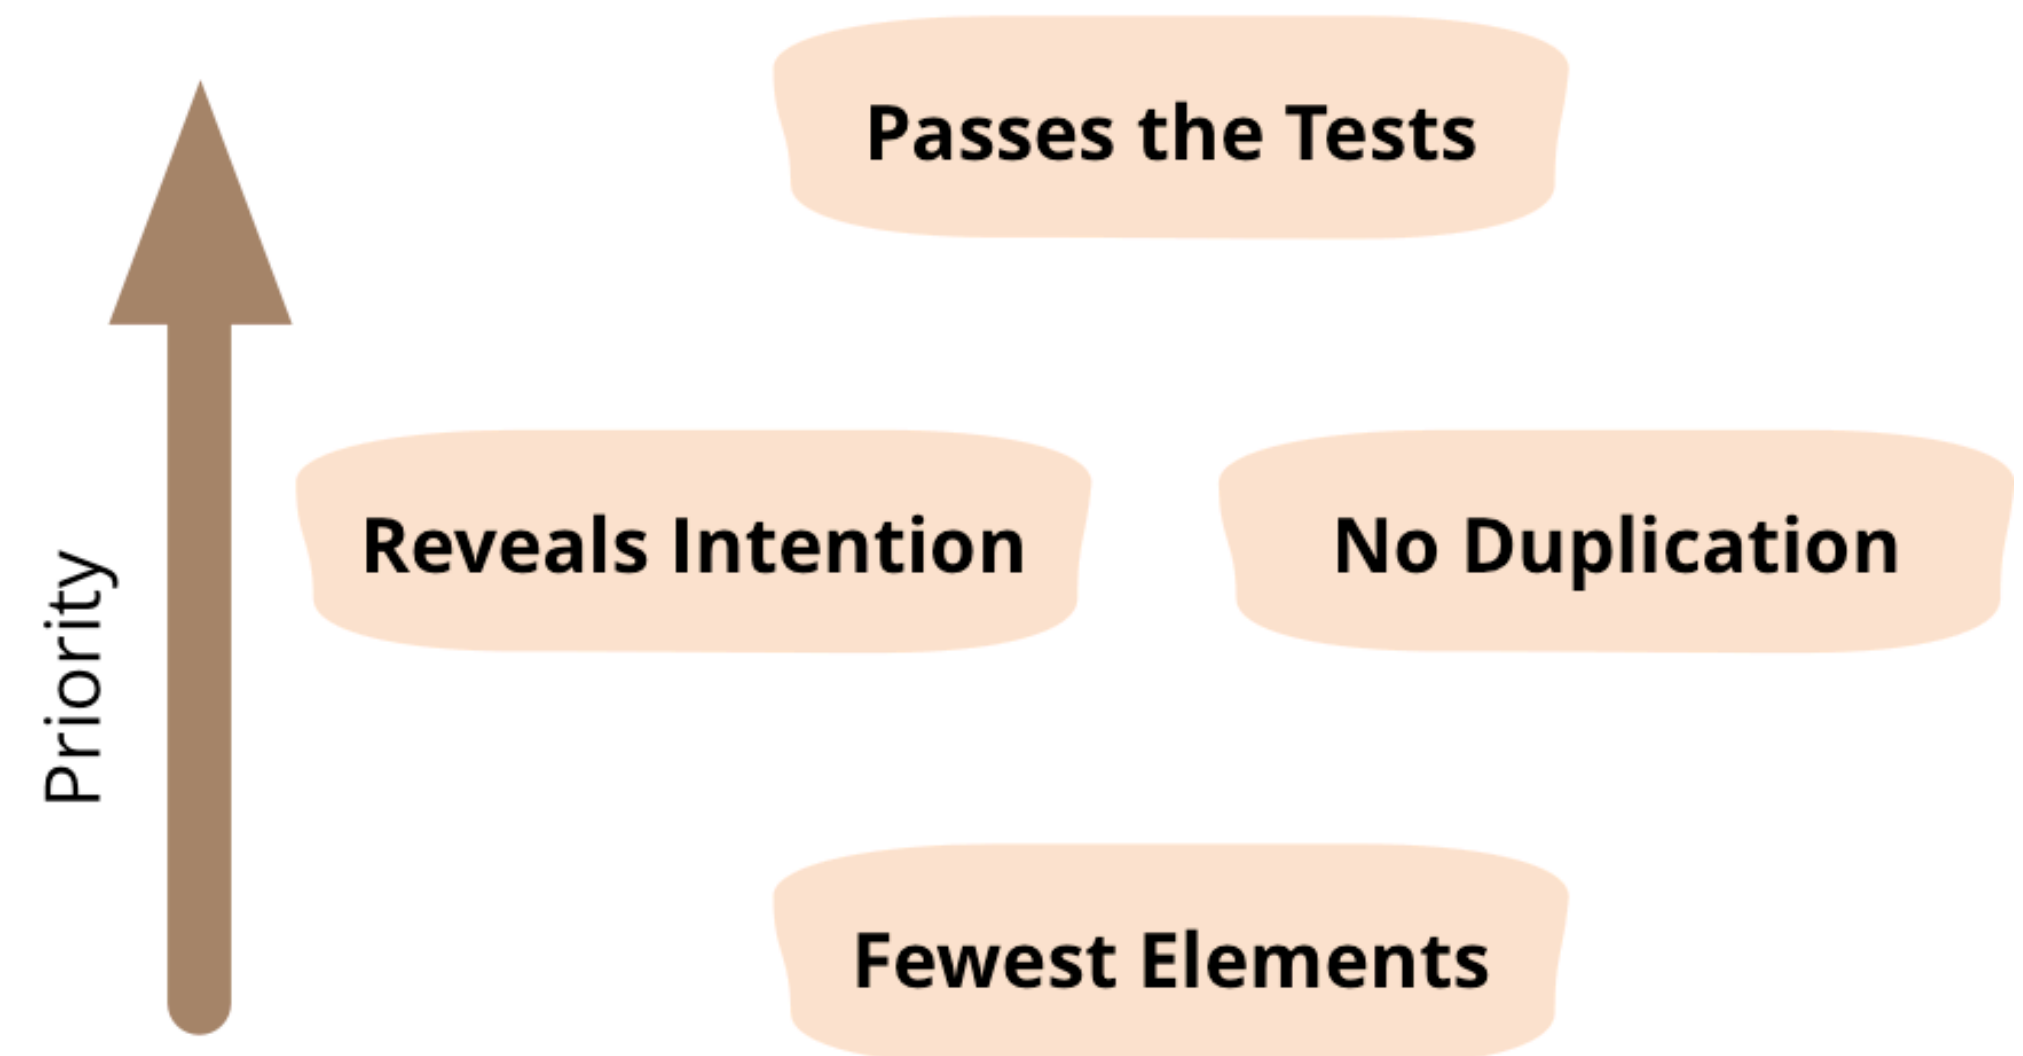 Passes the Tests
Priority
Reveals Intention
No Duplication
Fewest Elements